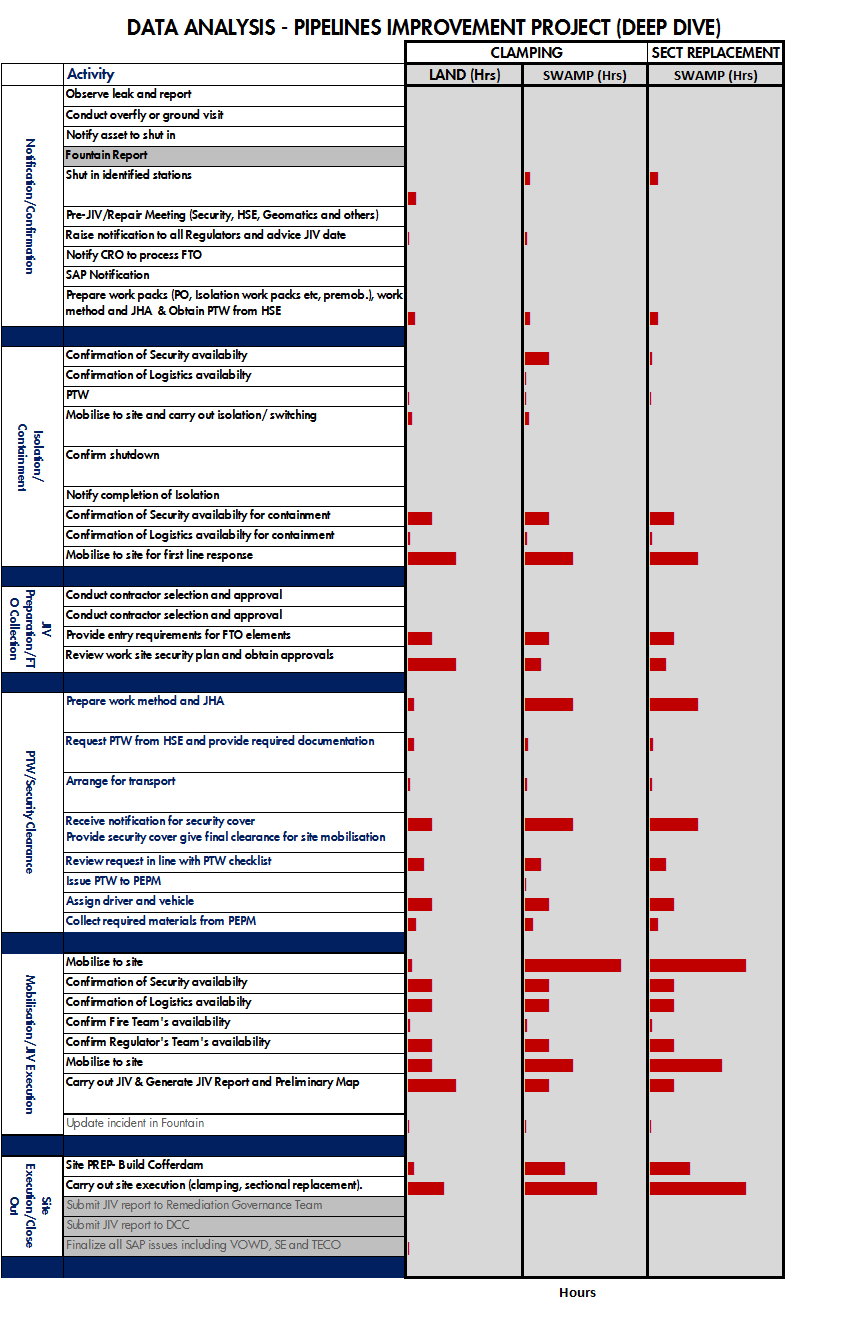 DATA ANALYSIS - PIPELINES IMPROVEMENT PROJECT (DEEP DIVE)
CLAMPING SECT REPLACEMENT
Activity LAND (Hrs) SWAMP (Hrs) SWAMP (Hrs)
Notification/Confirmation
Observe leak and report
Conduct overfly or ground visit
Notify asset to shut in
Fountain Report
Shut in identified stations
Pre-JIV/Repair Meeting (Security, HSE, Geomatics and others)
Raise notification to all Regulators and advice JIV date
Notify CRO to process FTO
SAP Notification
Prepare work packs (PO, Isolation work packs etc, premob.), work
method and JHA & Obtain PTW from HSE
Isolation/
Containment
Confirmation of Security availabilty
Confirmation of Logistics availabilty
PTW
Mobilise to site and carry out isolation/ switching
Confirm shutdown
Notify completion of Isolation
Confirmation of Security availabilty for containment
Confirmation of Logistics availabilty for containment
Mobilise to site for first line response
JIV
Preparation/FT
O Collection
Conduct contractor selection and approval
Conduct contractor selection and approval
Provide entry requirements for FTO elements
Review work site security plan and obtain approvals
PTW/Security Clearance
Prepare work method and JHA
Request PTW from HSE and provide required documentation
Arrange for transport
Receive notification for security cover
Provide security cover give final clearance for site mobilisation
Review request in line with PTW checklist
Issue PTW to PEPM
Assign driver and vehicle
Collect required materials from PEPM
Mobilisation/JIV Execution
Mobilise to site
Confirmation of Security availabilty
Confirmation of Logistics availabilty
Confirm Fire Team's availability
Confirm Regulator's Team's availability
Mobilise to site
Carry out JIV & Generate JIV Report and Preliminary Map
Update incident in Fountain
Site
Execution/Close
Out
Site PREP- Build Cofferdam
Carry out site execution (clamping, sectional replacement).
Submit JIV report to Remediation Governance Team
Submit JIV report to DCC
Finalize all SAP issues including VOWD, SE and TECO
Hours